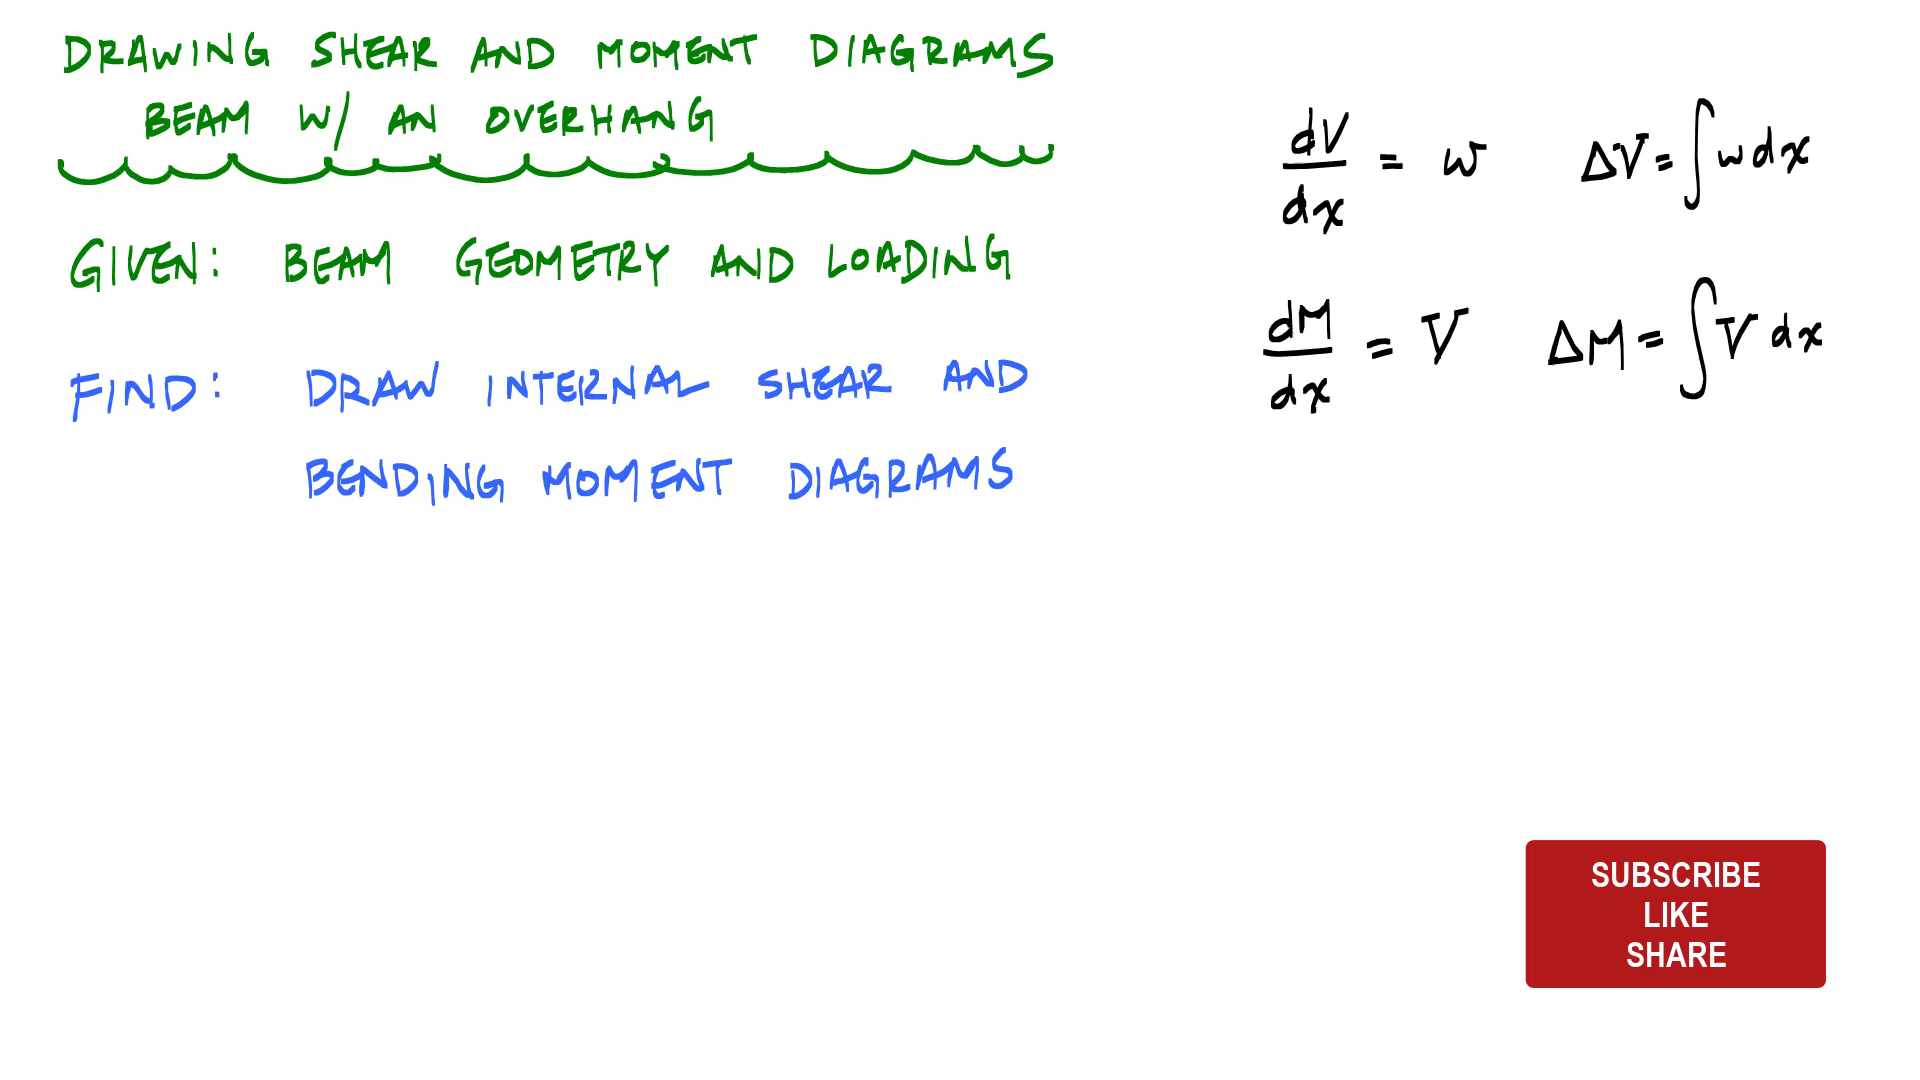 DRAWING SHEAR AND MOMENT DIAGRAMS
BEAM W/ AN OVERHANG
GIVEN: BEAM GEOMETRY AND LOADING
FIND: DRAW INTERNAL SHEAR AND
BENDING MOMENT DIAGRAMS
dV/dx = w ΔV = ∫w dx
dM/dx = V ΔM = ∫V dx
SUBSCRIBE
LIKE
SHARE